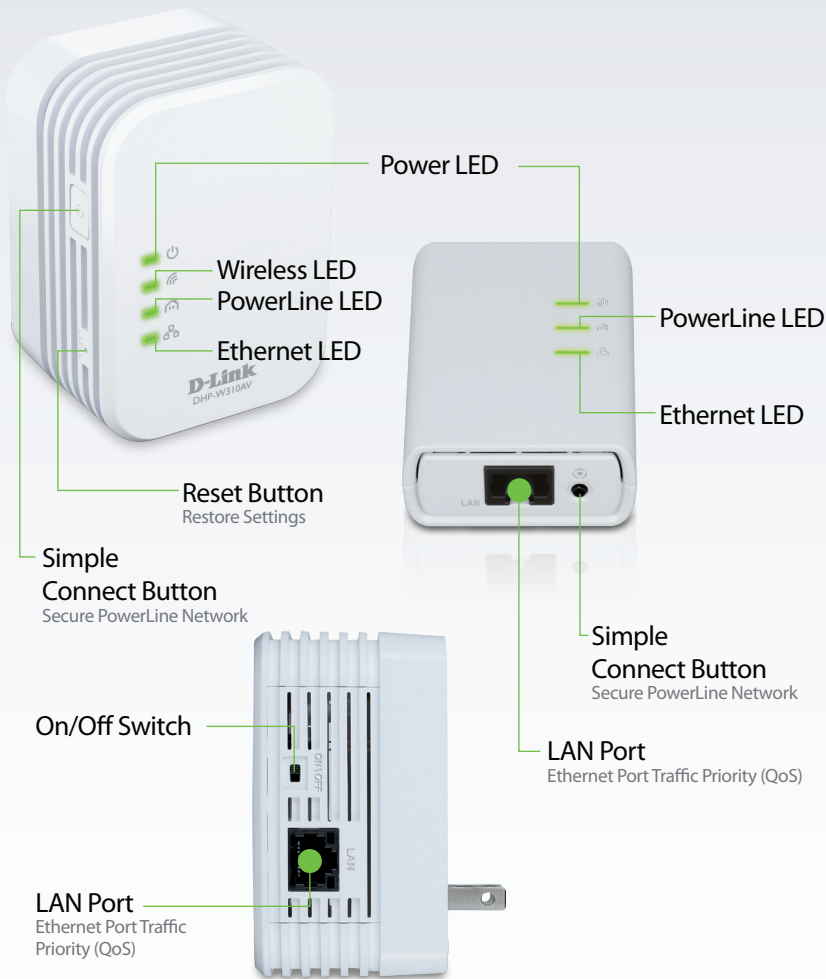 Power LED
Wireless LED
PowerLine LED
Ethernet LED
D-Link
DHP-W310AV
PowerLine LED
Ethernet LED
LAN
Reset Button
Restore Settings
Simple
Connect Button
Secure PowerLine Network
Simple
Connect Button
Secure PowerLine Network
On/Off Switch
ON\OFF
LAN Port
Ethernet Port Traffic Priority (QoS)
LAN
LAN Port
Ethernet Port Traffic
Priority (QoS)